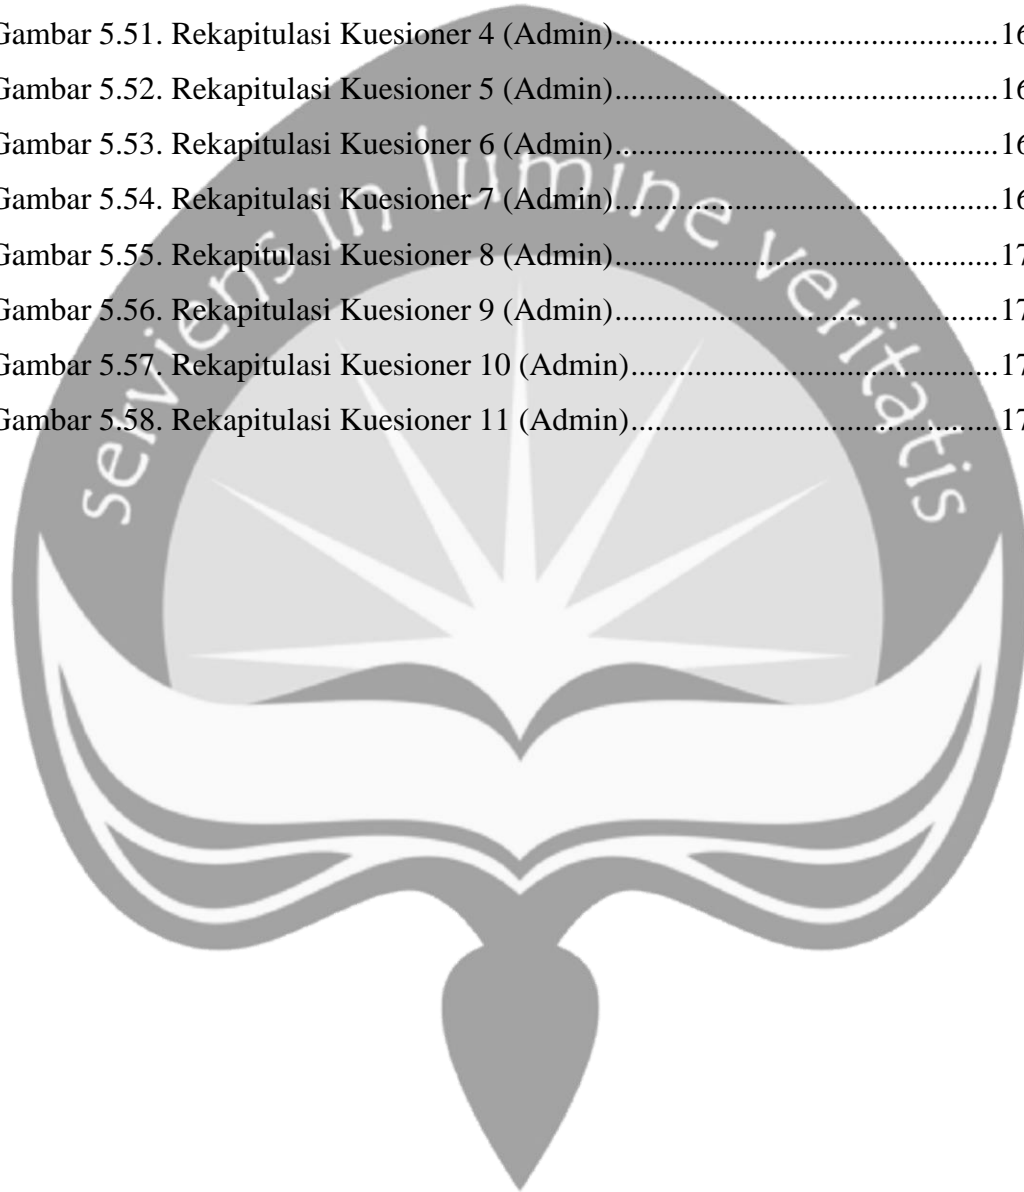 Gambar 5.51. Rekapitulasi Kuesioner 4 (Admin)................................................16
Gambar 5.52. Rekapitulasi Kuesioner 5 (Admin)................................................16
Gambar 5.53. Rekapitulasi Kuesioner 6 (Admin)................................................16
Gambar 5.54. Rekapitulasi Kuesioner 7 (Admin)................................................16
Gambar 5.55. Rekapitulasi Kuesioner 8 (Admin)................................................17
Gambar 5.56. Rekapitulasi Kuesioner 9 (Admin)................................................17
Gambar 5.57. Rekapitulasi Kuesioner 10 (Admin)..............................................17
Gambar 5.58. Rekapitulasi Kuesioner 11 (Admin)..............................................17
serviens in lumine veritatis